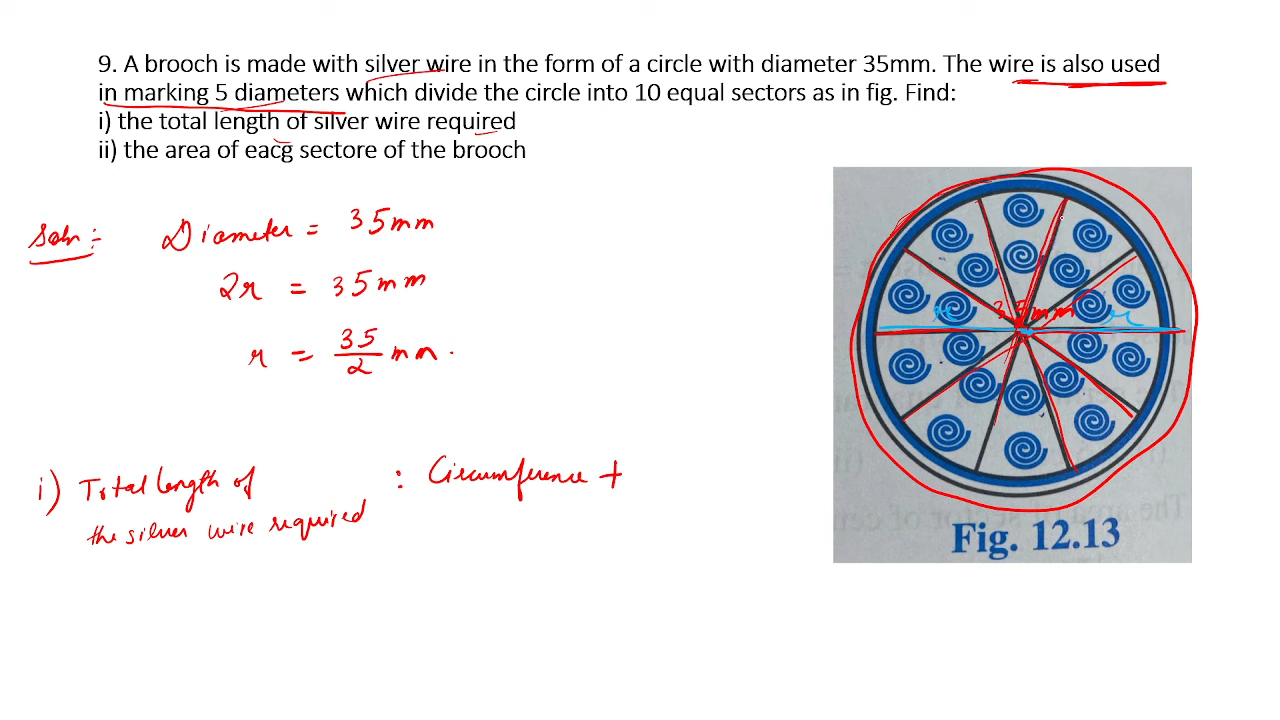 9. A brooch is made with silver wire in the form of a circle with diameter 35mm. The wire is also used
in marking 5 diameters which divide the circle into 10 equal sectors as in fig. Find:
i) the total length of silver wire required
ii) the area of eacg sectore of the brooch
Soln :-
Diameter = 35mm
2r = 35mm
r = 35/2 mm.
35mm
r
i) Total length of : Circumference +
the silver wire required
Fig. 12.13